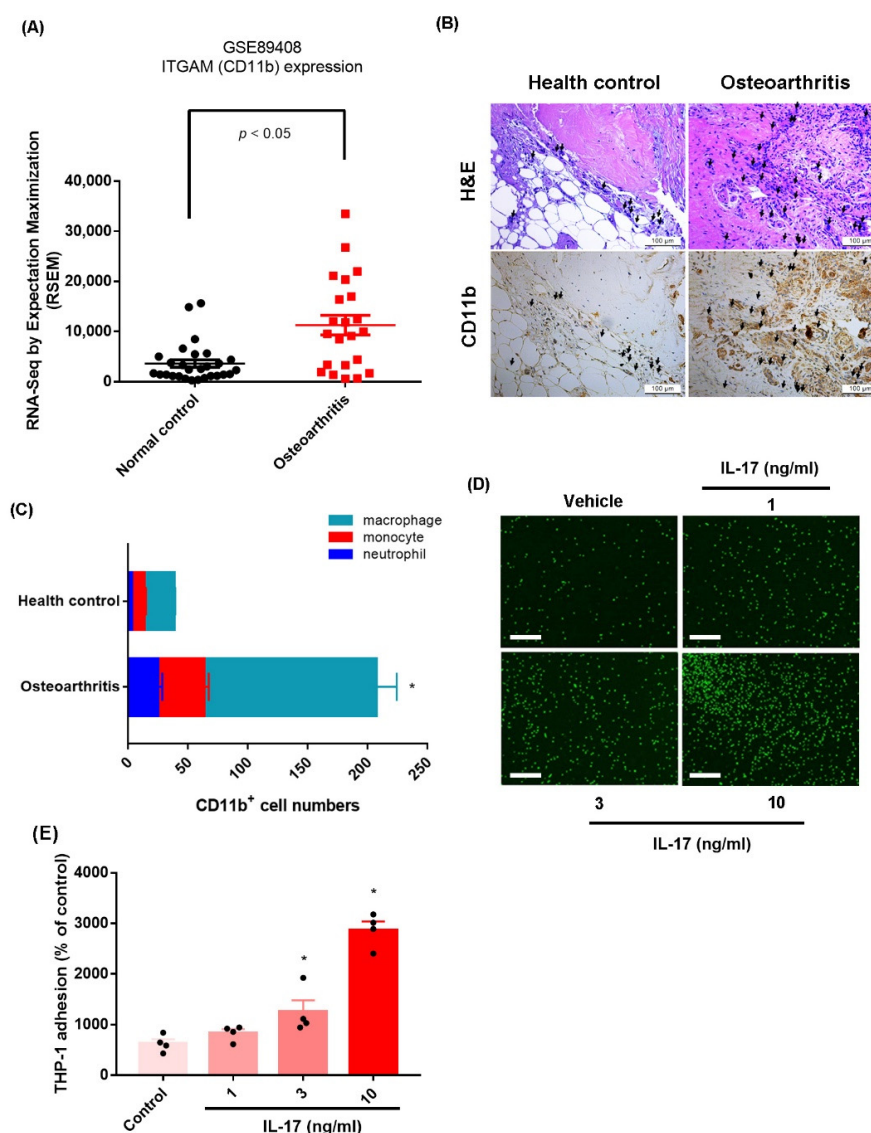 (A)
GSE89408
ITGAM (CD11b) expression
p < 0.05
RNA-Seq by Expectation Maximization
(RSEM)
40,000
30,000
20,000
10,000
0
Normal control
Osteoarthritis
(B)
Health control
Osteoarthritis
H&E
100 μm
100 μm
CD11b
100 μm
100 μm
(C)
macrophage
monocyte
neutrophil
Health control
Osteoarthritis
*
0
50
100
150
200
250
CD11b+ cell numbers
(D)
IL-17 (ng/ml)
Vehicle
1
3
10
IL-17 (ng/ml)
(E)
THP-1 adhesion (% of control)
4000
3000
2000
1000
0
*
*
Control
1
3
10
IL-17 (ng/ml)